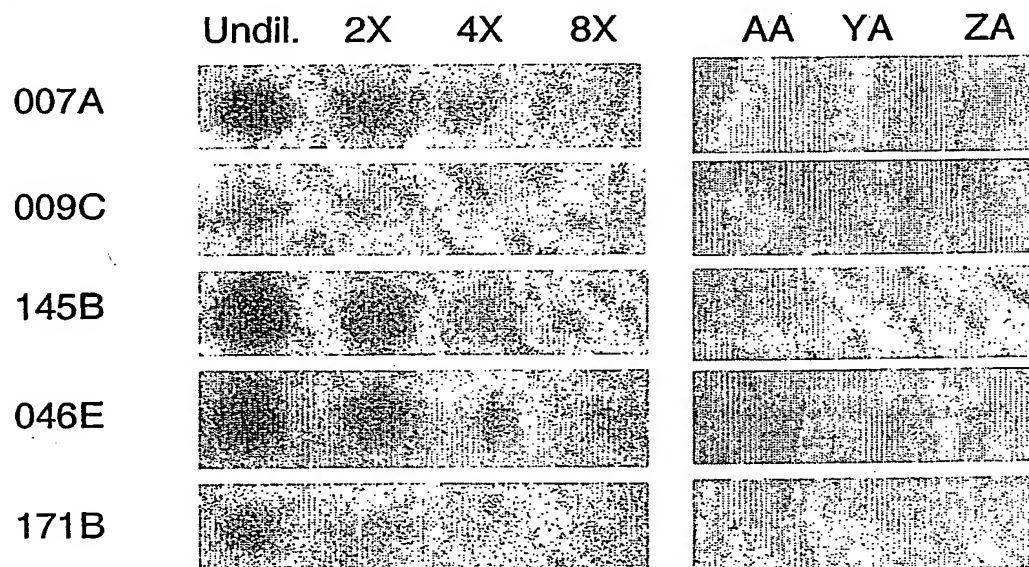 Undil. 2X 4X 8X AA YA ZA
007A
009C
145B
046E
171B